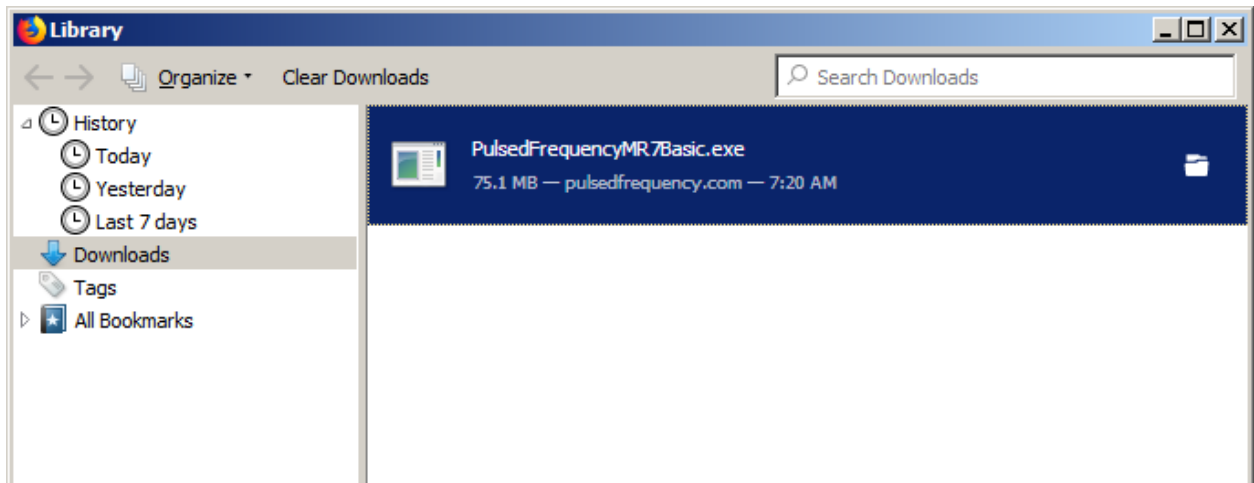 Library
Organize
Clear Downloads
Search Downloads
History
Today
Yesterday
Last 7 days
Downloads
Tags
All Bookmarks
PulsedFrequencyMR7Basic.exe
75.1 MB — pulsedfrequency.com — 7:20 AM